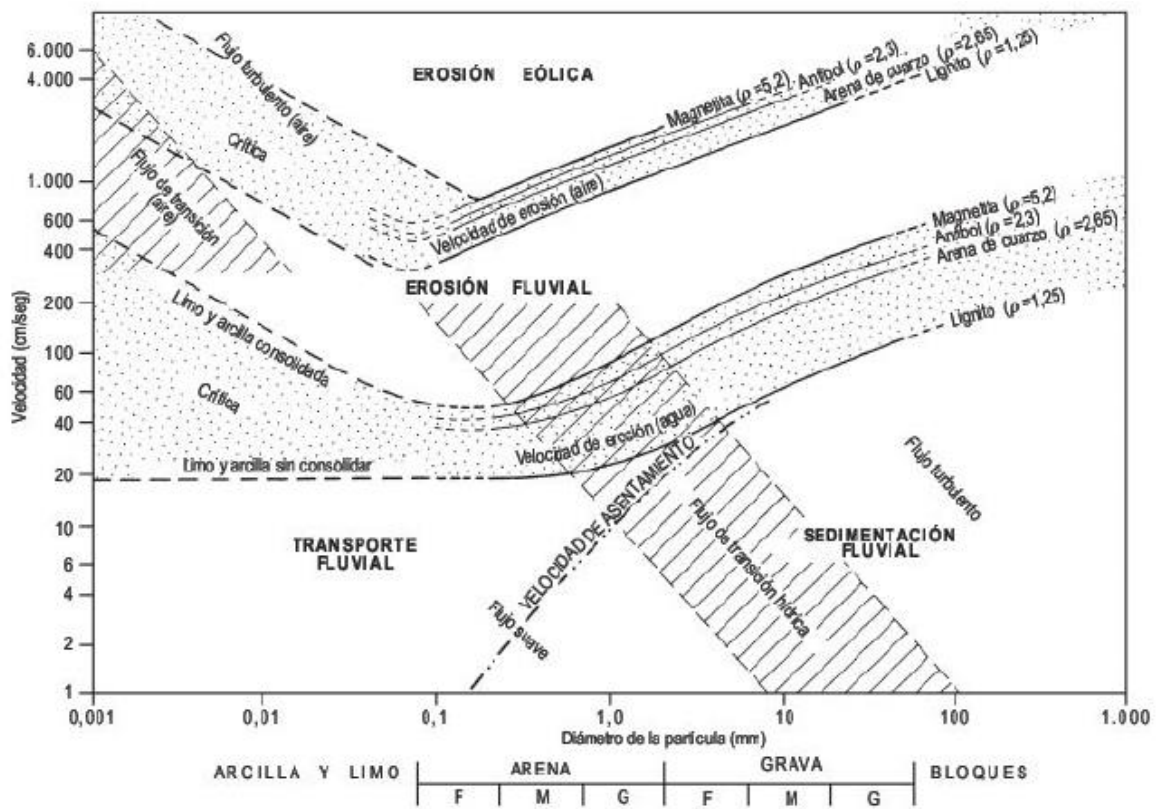 6.000
4.000
1.000
600
400
200
100
60
40
20
10
6
4
2
1
Velocidad (cm/seg)
Flujo turbulento (aire)
EROSIÓN EÓLICA
Magnetita (ρ=5,2)
Anfibol (ρ=2,3)
Arena de cuarzo (ρ=2,65)
Lignito (ρ=1,25)
Crítica
Flujo de transición
(aire)
Velocidad de erosión (aire)
EROSIÓN FLUVIAL
Magnetita (ρ=5,2)
Anfibol (ρ=2,3)
Arena de cuarzo (ρ=2,65)
Lignito (ρ=1,25)
Limo y arcilla consolidada
Crítica
Velocidad de erosión (agua)
Limo y arcilla sin consolidar
VELOCIDAD DE ASENTAMIENTO
Flujo turbulento
TRANSPORTE
FLUVIAL
Flujo suave
Flujo de transición hídrica
SEDIMENTACIÓN
FLUVIAL
0,001 0,01 0,1 1,0 10 100 1.000
Diámetro de la partícula (mm)
ARCILLA Y LIMO ARENA GRAVA BLOQUES
F M G F M G